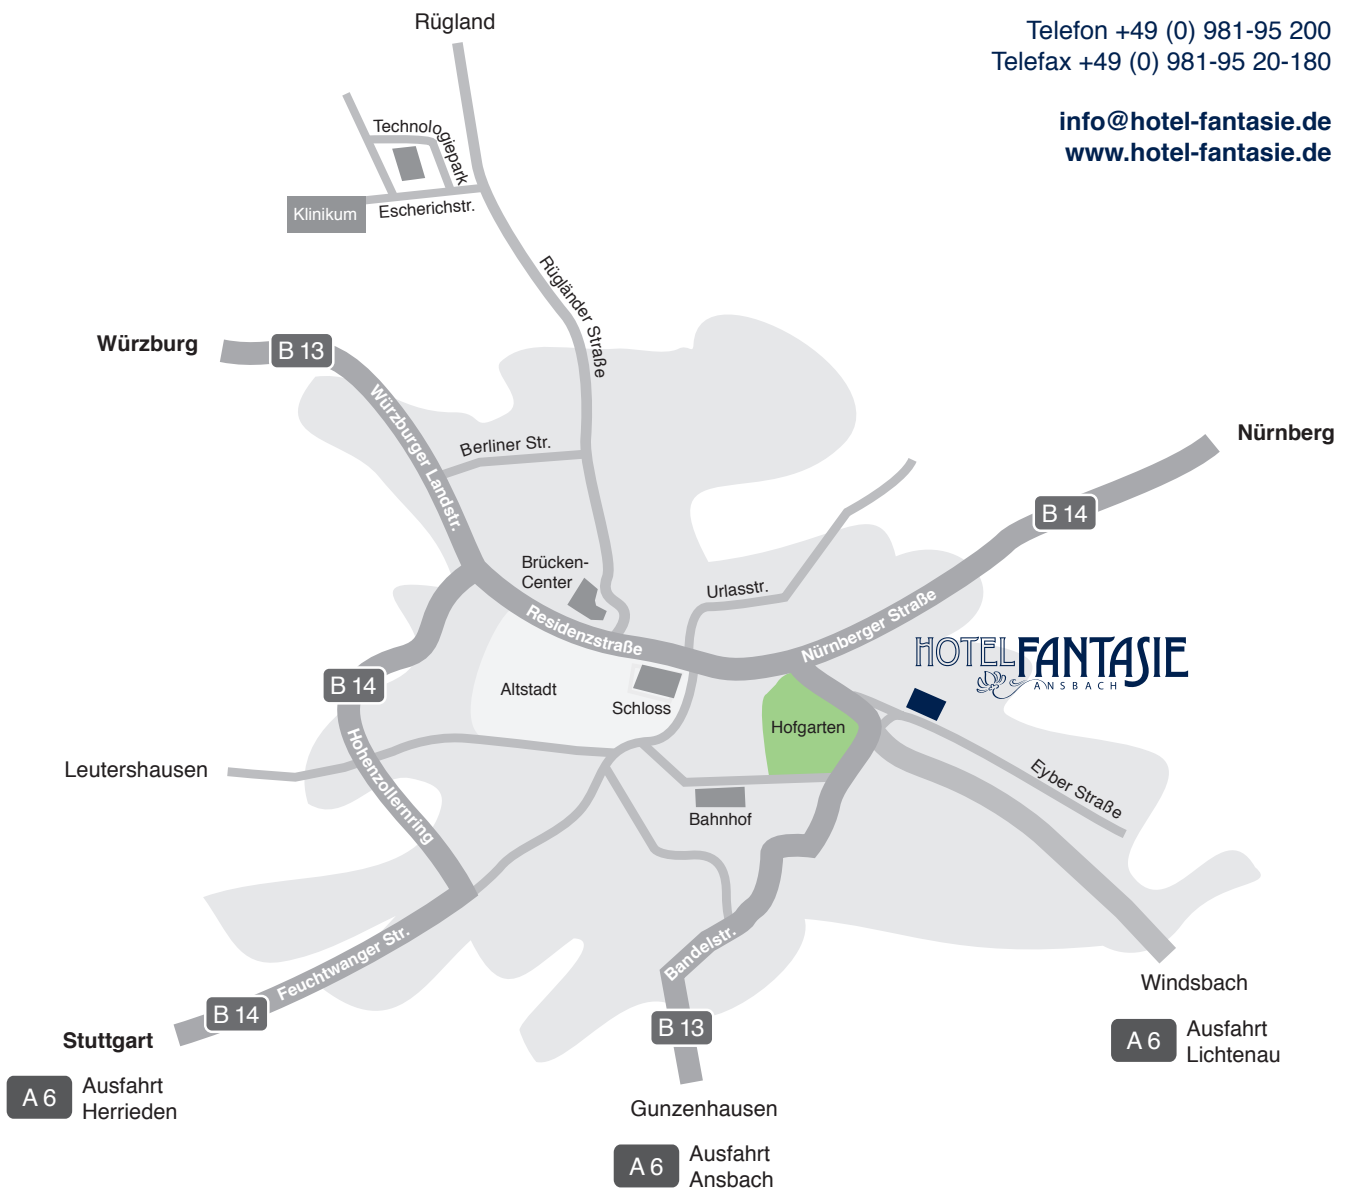 Rügland
Telefon +49 (0) 981-95 200
Telefax +49 (0) 981-95 20-180
info@hotel-fantasie.de
www.hotel-fantasie.de
Technologiepark
Klinikum
Escherichstr.
Rügländer Straße
Würzburg
B 13
Würzburger Landstr.
Berliner Str.
Nürnberg
B 14
Brücken-
Center
Urlasstr.
Residenzstraße
Nürnberger Straße
HOTEL FANTASIE
ANSBACH
B 14
Altstadt
Schloss
Hofgarten
Hohenzollernring
Leutershausen
Eyber Straße
Bahnhof
Feuchtwanger Str.
Bandelstr.
Windsbach
B 14
B 13
Stuttgart
A 6
Ausfahrt
Lichtenau
A 6
Ausfahrt
Herrieden
Gunzenhausen
A 6
Ausfahrt
Ansbach